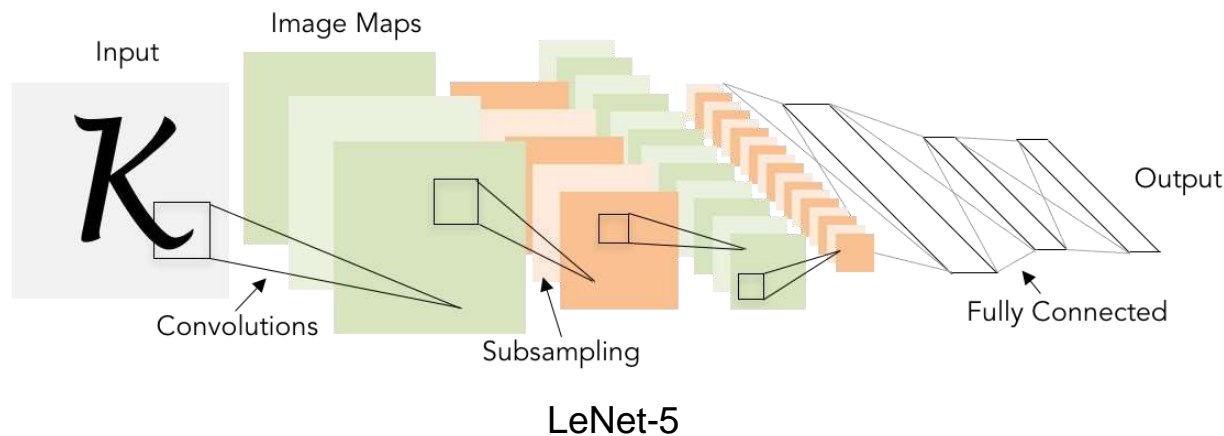 Image Maps
Input
K
Output
Convolutions
Fully Connected
Subsampling
LeNet-5